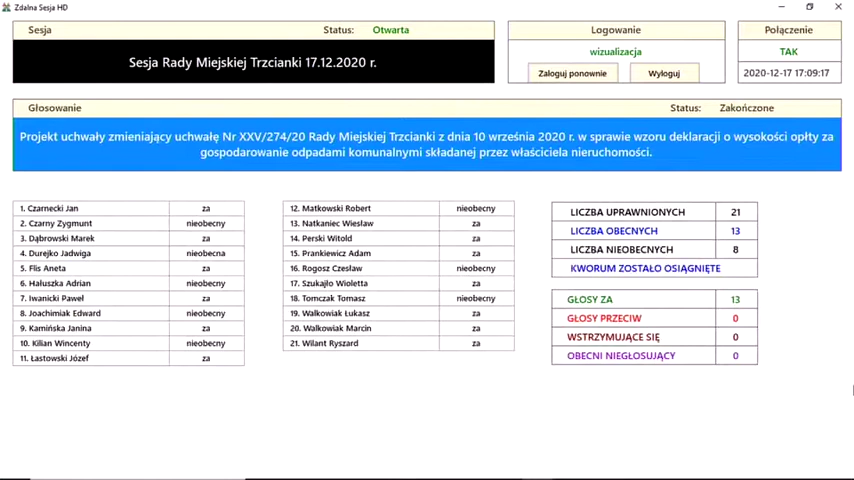 Zdalna Sesja HD
Sesja Status: Otwarta
Sesja Rady Miejskiej Trzcianki 17.12.2020 r.
Logowanie
wizualizacja
Zaloguj ponownie Wyloguj
Połączenie
TAK
2020-12-17 17:09:17
Głosowanie Status: Zakończone
Projekt uchwały zmieniający uchwałę Nr XXV/274/20 Rady Miejskiej Trzcianki z dnia 10 września 2020 r. w sprawie wzoru deklaracji o wysokości opłty za
gospodarowanie odpadami komunalnymi składanej przez właściciela nieruchomości.
1. Czarnecki Jan za
2. Czarny Zygmunt nieobecny
3. Dąbrowski Marek za
4. Durejko Jadwiga nieobecna
5. Flis Aneta za
6. Hałuszka Adrian nieobecny
7. Iwanicki Paweł za
8. Joachimiak Edward nieobecny
9. Kamińska Janina za
10. Kilian Wincenty nieobecny
11. Łastowski Józef za
12. Matkowski Robert nieobecny
13. Natkaniec Wiesław za
14. Perski Witold za
15. Prankiewicz Adam za
16. Rogosz Czesław nieobecny
17. Szukajło Wioletta za
18. Tomczak Tomasz nieobecny
19. Walkowiak Łukasz za
20. Walkowiak Marcin za
21. Wilant Ryszard za
LICZBA UPRAWNIONYCH 21
LICZBA OBECNYCH 13
LICZBA NIEOBECNYCH 8
KWORUM ZOSTAŁO OSIĄGNIĘTE
GŁOSY ZA 13
GŁOSY PRZECIW 0
WSTRZYMUJĄCE SIĘ 0
OBECNI NIEGŁOSUJĄCY 0